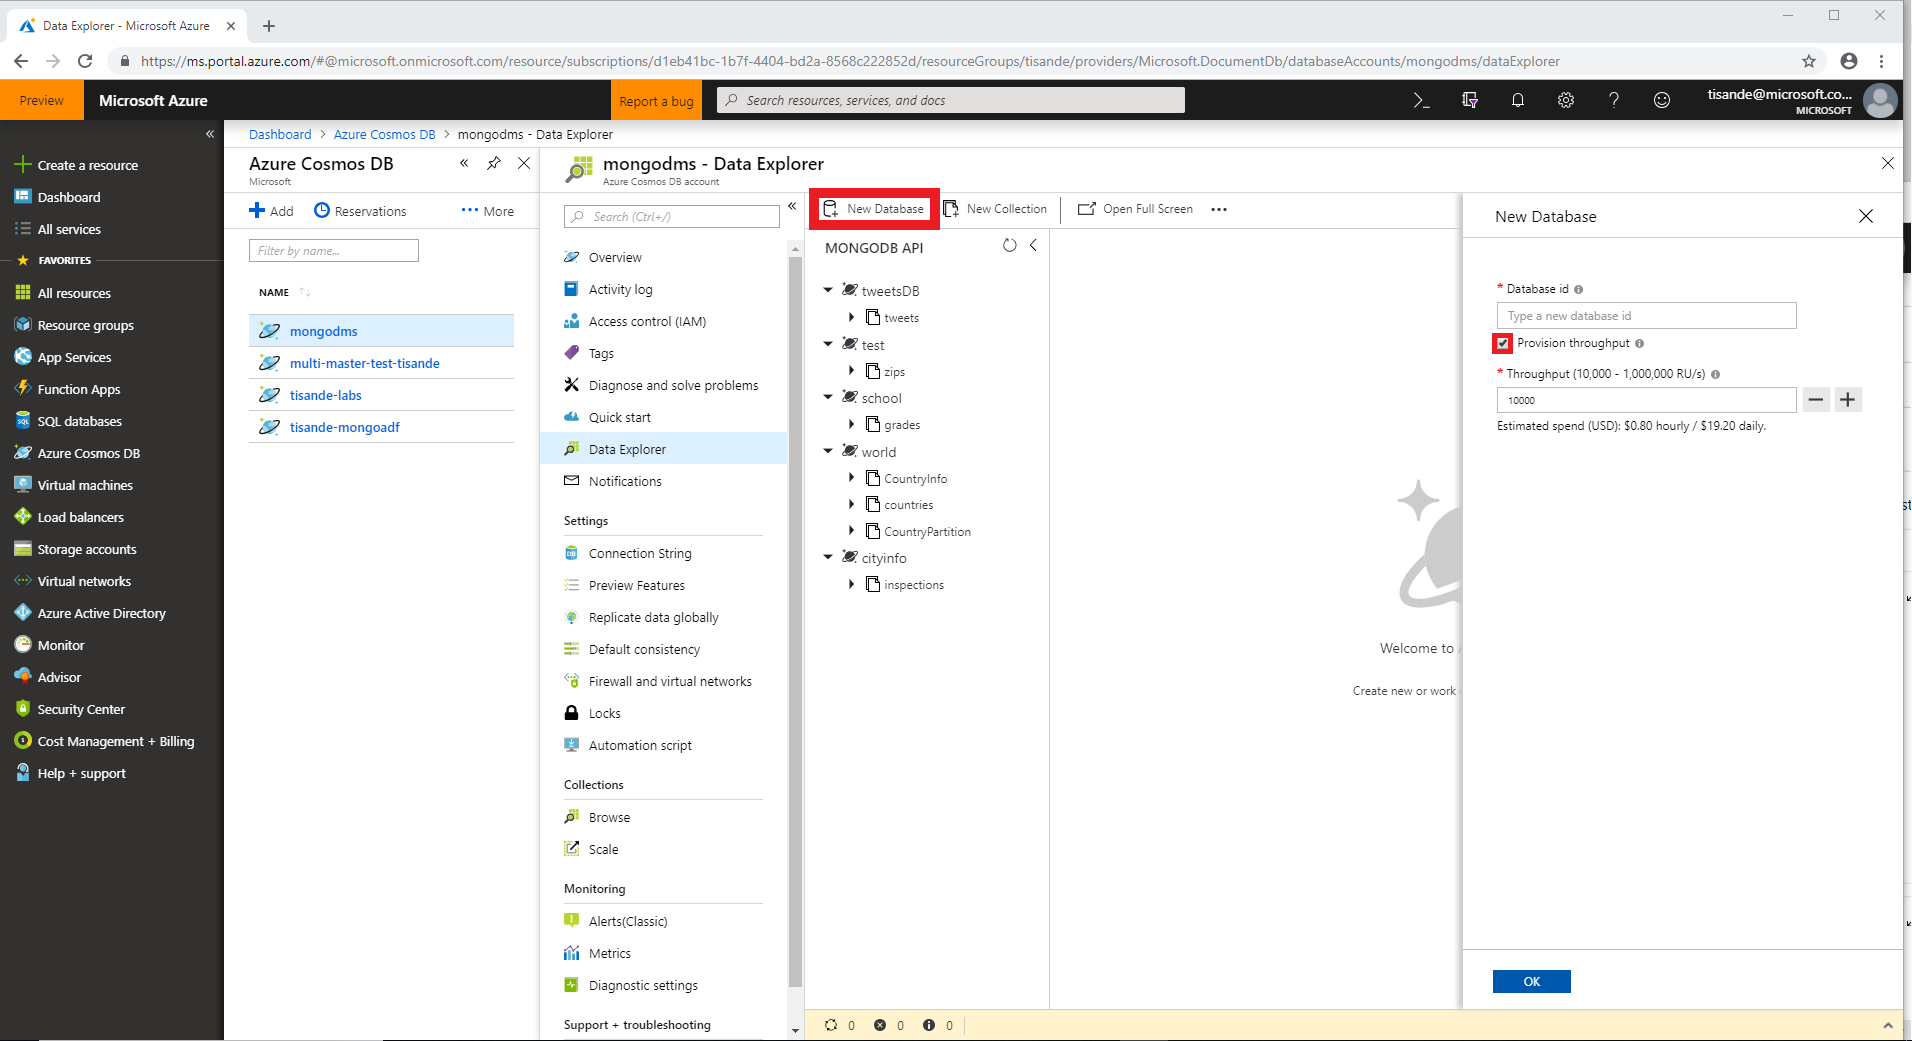 Data Explorer - Microsoft Azure
https://ms.portal.azure.com/#@microsoft.onmicrosoft.com/resource/subscriptions/d1eb41bc-1b7f-4404-bd2a-8568c222852d/resourceGroups/tisande/providers/Microsoft.DocumentDb/databaseAccounts/mongodms/dataExplorer
Preview
Microsoft Azure
Report a bug
Search resources, services, and docs
tisande@microsoft.co...
MICROSOFT
Create a resource
Dashboard
All services
FAVORITES
All resources
Resource groups
App Services
Function Apps
SQL databases
Azure Cosmos DB
Virtual machines
Load balancers
Storage accounts
Virtual networks
Azure Active Directory
Monitor
Advisor
Security Center
Cost Management + Billing
Help + support
Dashboard > Azure Cosmos DB > mongodms - Data Explorer
Azure Cosmos DB
Microsoft
Add
Reservations
More
Filter by name...
NAME
mongodms
multi-master-test-tisande
tisande-labs
tisande-mongoadf
mongodms - Data Explorer
Azure Cosmos DB account
Search (Ctrl+/)
Overview
Activity log
Access control (IAM)
Tags
Diagnose and solve problems
Quick start
Data Explorer
Notifications
Settings
Connection String
Preview Features
Replicate data globally
Default consistency
Firewall and virtual networks
Locks
Automation script
Collections
Browse
Scale
Monitoring
Alerts(Classic)
Metrics
Diagnostic settings
Support + troubleshooting
New Database
New Collection
Open Full Screen
MONGODB API
tweetsDB
tweets
test
zips
school
grades
world
CountryInfo
countries
CountryPartition
cityinfo
inspections
Welcome to
Create new or work
0 0 0
New Database
* Database id
Type a new database id
Provision throughput
* Throughput (10,000 - 1,000,000 RU/s)
10000
Estimated spend (USD): $0.80 hourly / $19.20 daily.
OK